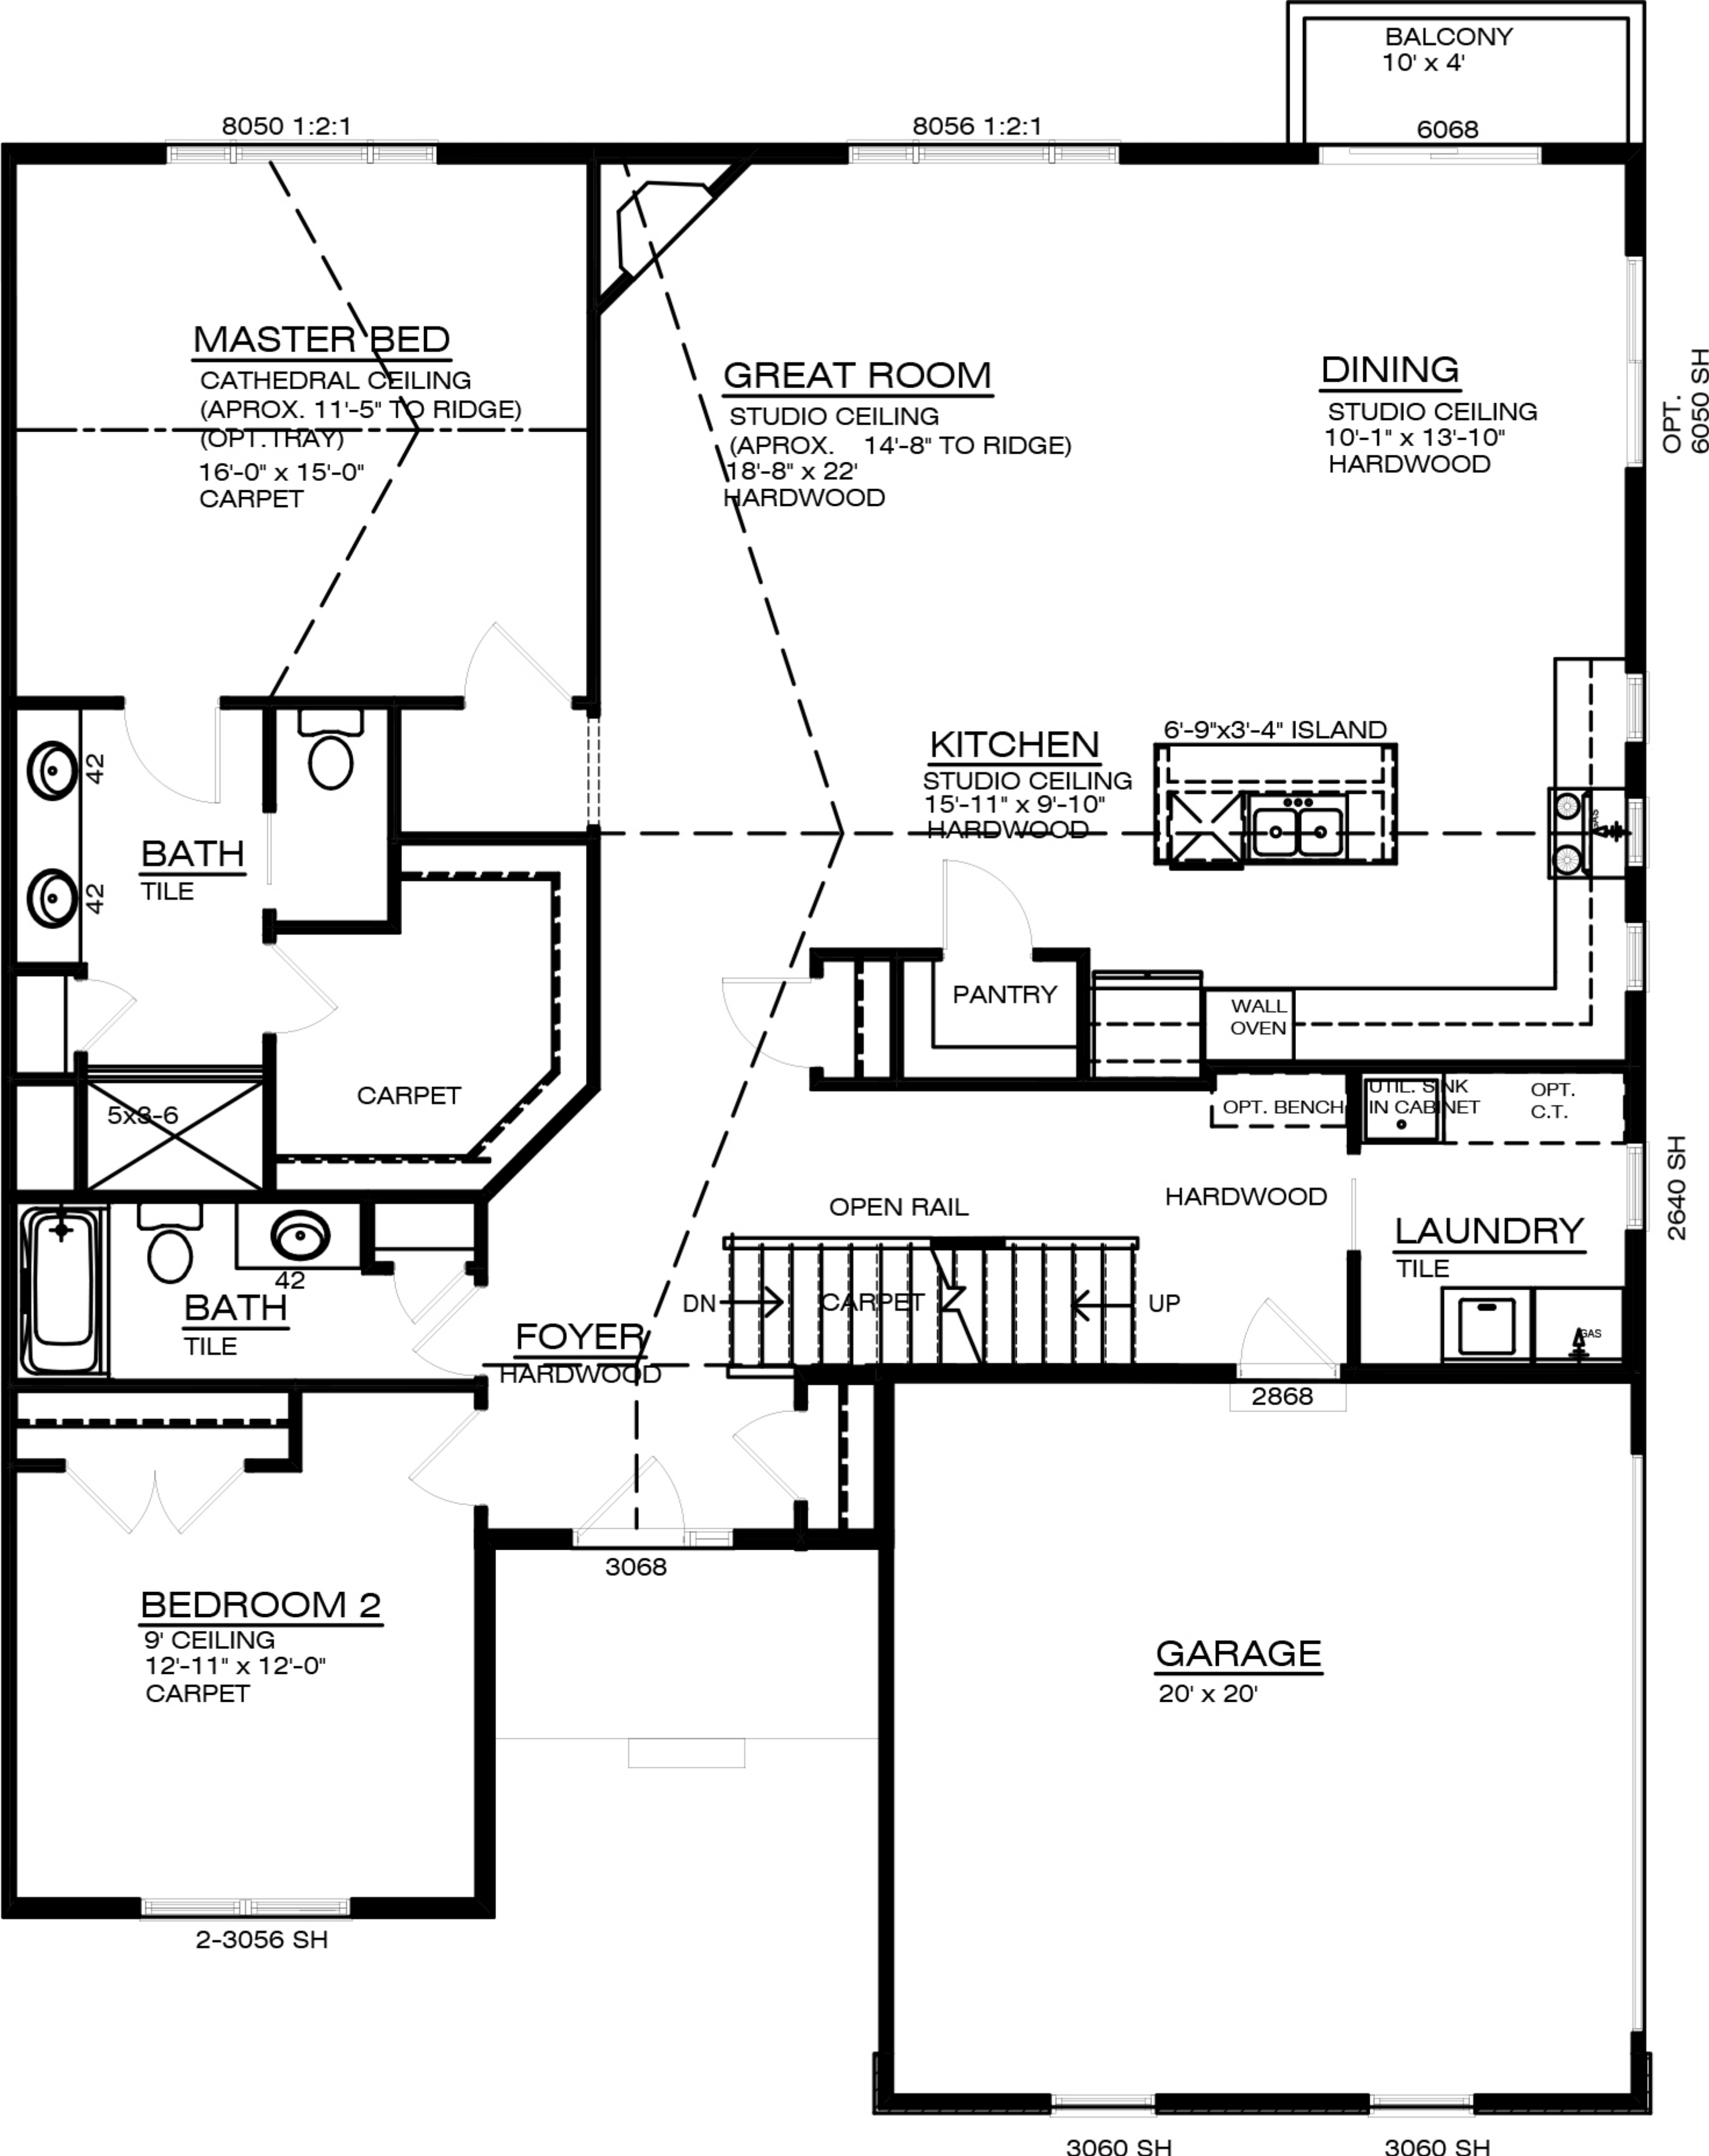 BALCONY
10' x 4'
8050 1:2:1
8056 1:2:1
6068
MASTER BED
CATHEDRAL CEILING
(APROX. 11'-5" TO RIDGE)
(OPT.TRAY)
16'-0" x 15'-0"
CARPET
GREAT ROOM
STUDIO CEILING
(APROX. 14'-8" TO RIDGE)
18'-8" x 22'
HARDWOOD
DINING
STUDIO CEILING
10'-1" x 13'-10"
HARDWOOD
OPT.
6050 SH
KITCHEN
STUDIO CEILING
15'-11" x 9'-10"
HARDWOOD
6'-9"x3'-4" ISLAND
GAS
42
42
BATH
TILE
PANTRY
WALL
OVEN
CARPET
5x3-6
OPT. BENCH
UTIL. SINK
IN CABINET
OPT.
C.T.
2640 SH
OPEN RAIL
HARDWOOD
LAUNDRY
TILE
GAS
42
BATH
TILE
DN
CARPET
UP
FOYER
HARDWOOD
2868
3068
BEDROOM 2
9' CEILING
12'-11" x 12'-0"
CARPET
GARAGE
20' x 20'
2-3056 SH
3060 SH
3060 SH